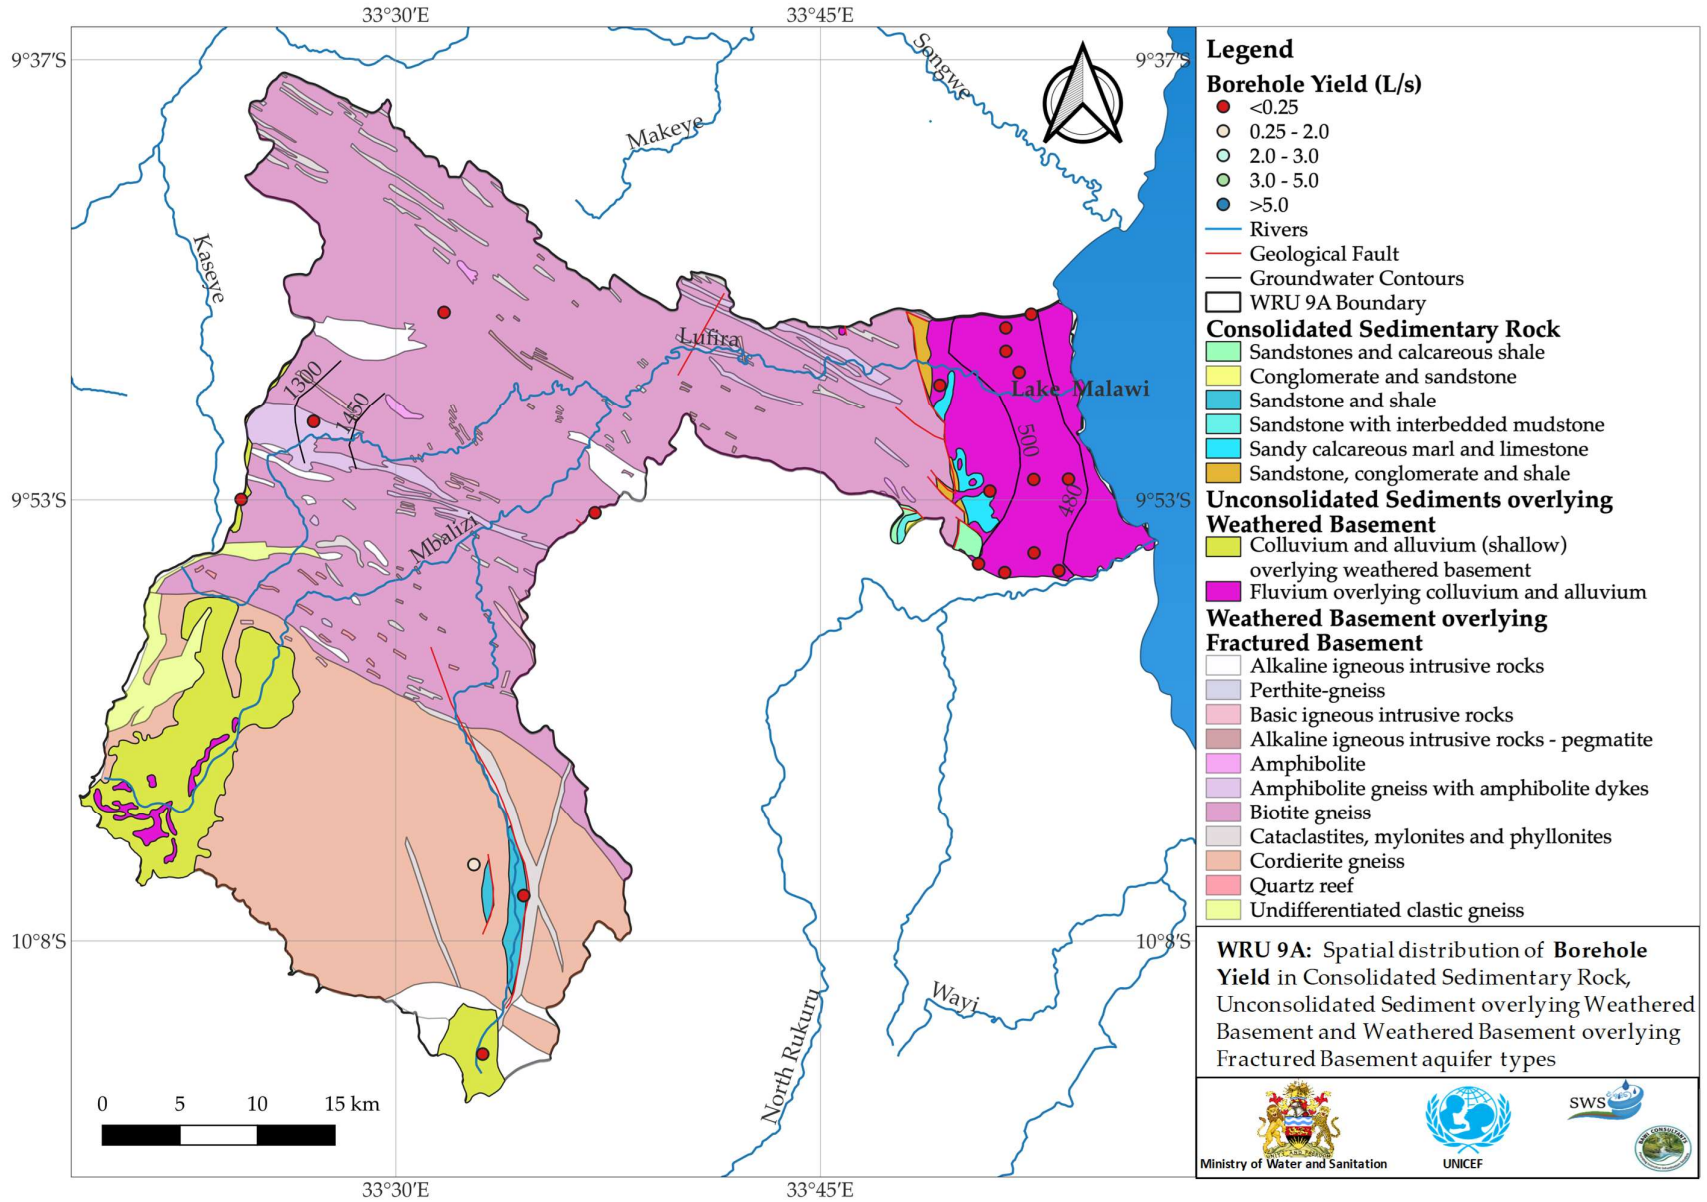 33°30′E
33°45′E
9°37′S
9°37′S
Songwe
Makeye
Kaseye
Lufira
1300
1450
Lake Malawi
500
480
9°53′S
9°53′S
Mbalizi
10°8′S
10°8′S
Wayi
North Rukuru
0 5 10 15 km
33°30′E
33°45′E
Legend
Borehole Yield (L/s)
<0.25
0.25 - 2.0
2.0 - 3.0
3.0 - 5.0
>5.0
Rivers
Geological Fault
Groundwater Contours
WRU 9A Boundary
Consolidated Sedimentary Rock
Sandstones and calcareous shale
Conglomerate and sandstone
Sandstone and shale
Sandstone with interbedded mudstone
Sandy calcareous marl and limestone
Sandstone, conglomerate and shale
Unconsolidated Sediments overlying
Weathered Basement
Colluvium and alluvium (shallow)
overlying weathered basement
Fluvium overlying colluvium and alluvium
Weathered Basement overlying
Fractured Basement
Alkaline igneous intrusive rocks
Perthite-gneiss
Basic igneous intrusive rocks
Alkaline igneous intrusive rocks - pegmatite
Amphibolite
Amphibolite gneiss with amphibolite dykes
Biotite gneiss
Cataclastites, mylonites and phyllonites
Cordierite gneiss
Quartz reef
Undifferentiated clastic gneiss
WRU 9A: Spatial distribution of Borehole
Yield in Consolidated Sedimentary Rock,
Unconsolidated Sediment overlying Weathered
Basement and Weathered Basement overlying
Fractured Basement aquifer types
Ministry of Water and Sanitation
UNICEF
sws